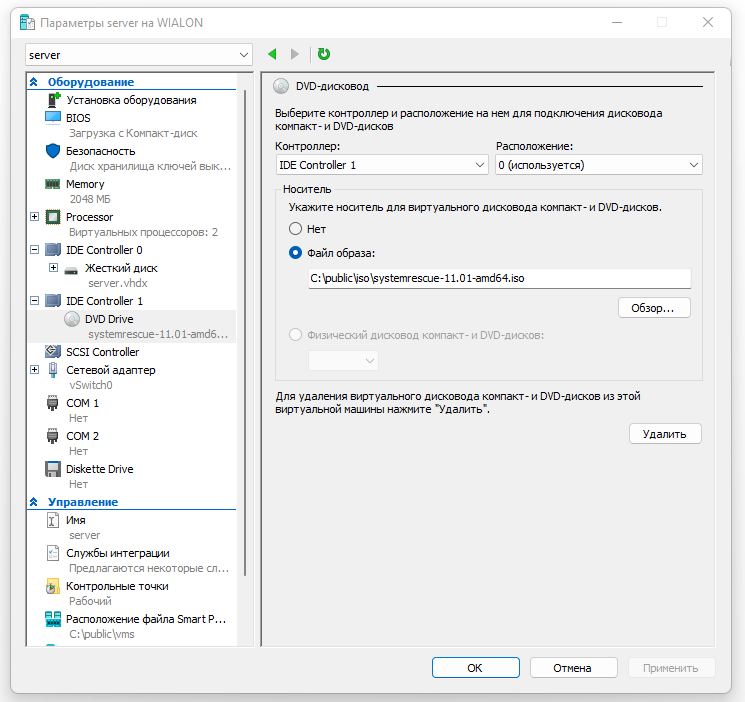 Параметры server на WIALON
server
Оборудование
Установка оборудования
BIOS
Загрузка с Компакт-диск
Безопасность
Диск хранилища ключей вык...
Memory
2048 МБ
Processor
Виртуальных процессоров: 2
IDE Controller 0
Жесткий диск
server.vhdx
IDE Controller 1
DVD Drive
systemrescue-11.01-amd6...
SCSI Controller
Сетевой адаптер
vSwitch0
COM 1
Нет
COM 2
Нет
Diskette Drive
Нет
Управление
Имя
server
Службы интеграции
Предлагаются некоторые сл...
Контрольные точки
Рабочий
Расположение файла Smart P...
C:\public\vms
DVD-дисковод
Выберите контроллер и расположение на нем для подключения дисковода
компакт- и DVD-дисков
Контроллер:
Расположение:
IDE Controller 1
0 (используется)
Носитель
Укажите носитель для виртуального дисковода компакт- и DVD-дисков.
Нет
Файл образа:
C:\public\iso\systemrescue-11.01-amd64.iso
Обзор...
Физический дисковод компакт- и DVD-дисков:
Для удаления виртуального дисковода компакт- и DVD-дисков из этой
виртуальной машины нажмите "Удалить".
Удалить
ОК
Отмена
Применить